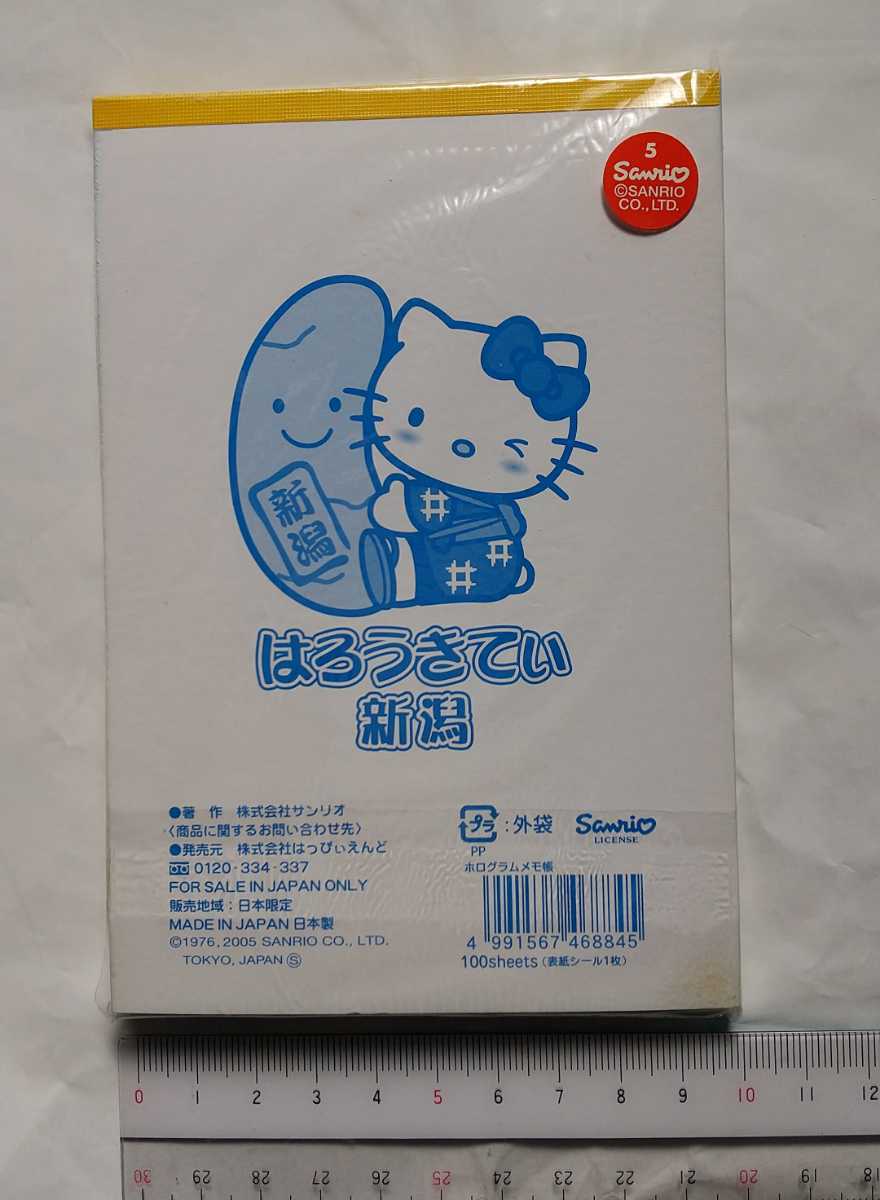 5
Sanrio
©SANRIO
CO., LTD.
新潟
はろうきてぃ
新潟
●著 作 株式会社サンリオ
〈商品に関するお問い合わせ先〉
●発売元 株式会社はっぴぃえんど
0120-334-337
FOR SALE IN JAPAN ONLY
販売地域：日本限定
MADE IN JAPAN 日本製
©1976, 2005 SANRIO CO., LTD.
TOKYO, JAPAN Ⓢ
プラ：外袋
PP
Sanrio
LICENSE
ホログラムメモ帳
4 991567 468845
100sheets（表紙シール1枚）
0 1 2 3 4 5 6 7 8 9 10 11 12
30 29 28 27 26 25 24 23 22 21 20 19 18